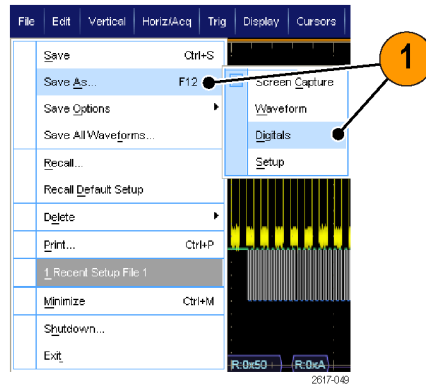 File Edit Vertical Horiz/Acq Trig Display Cursors
Save Ctrl+S
Save As... F12
Save Options
Save All Waveforms...
Recall...
Recall Default Setup
Delete
Print... Ctrl+P
1 Recent Setup File 1
Minimize Ctrl+M
Shutdown...
Exit
Screen Capture
Waveform
Digitals
Setup
1
R:0x50 R:0xA
2617-049